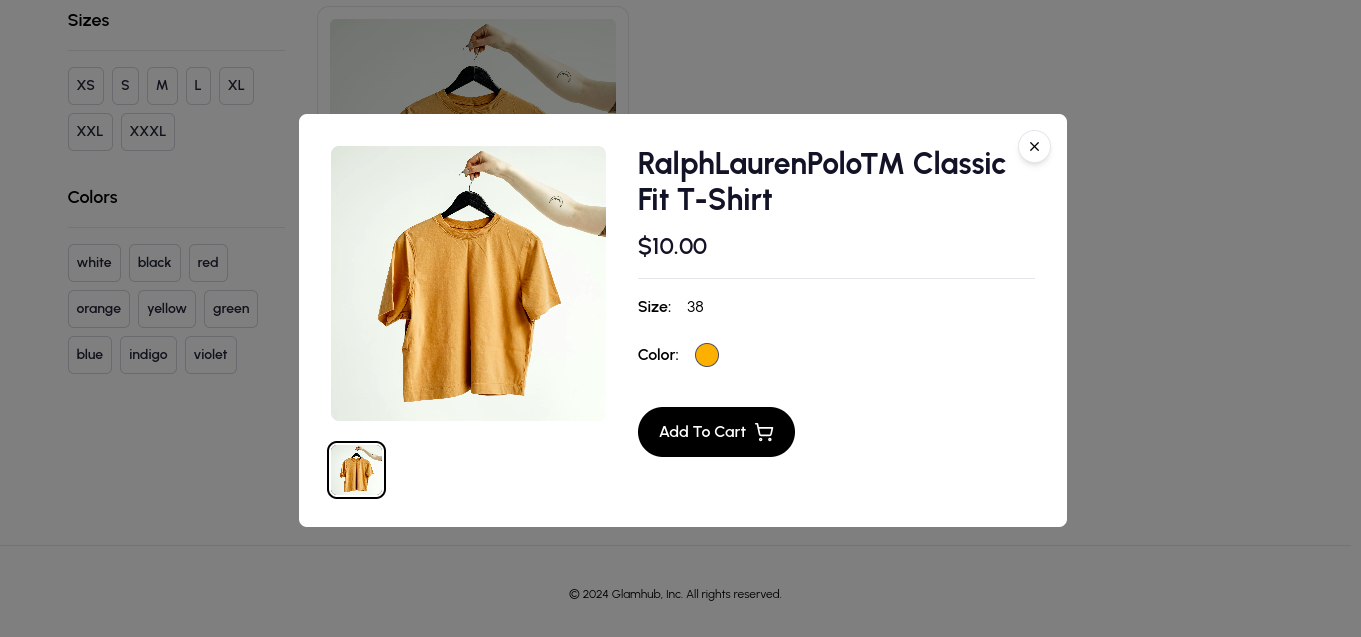 Sizes
XS S M L XL
XXL XXXL
Colors
white black red
orange yellow green
blue indigo violet
RalphLaurenPoloTM Classic
Fit T-Shirt
$10.00
Size: 38
Color:
Add To Cart
© 2024 Glamhub, Inc. All rights reserved.